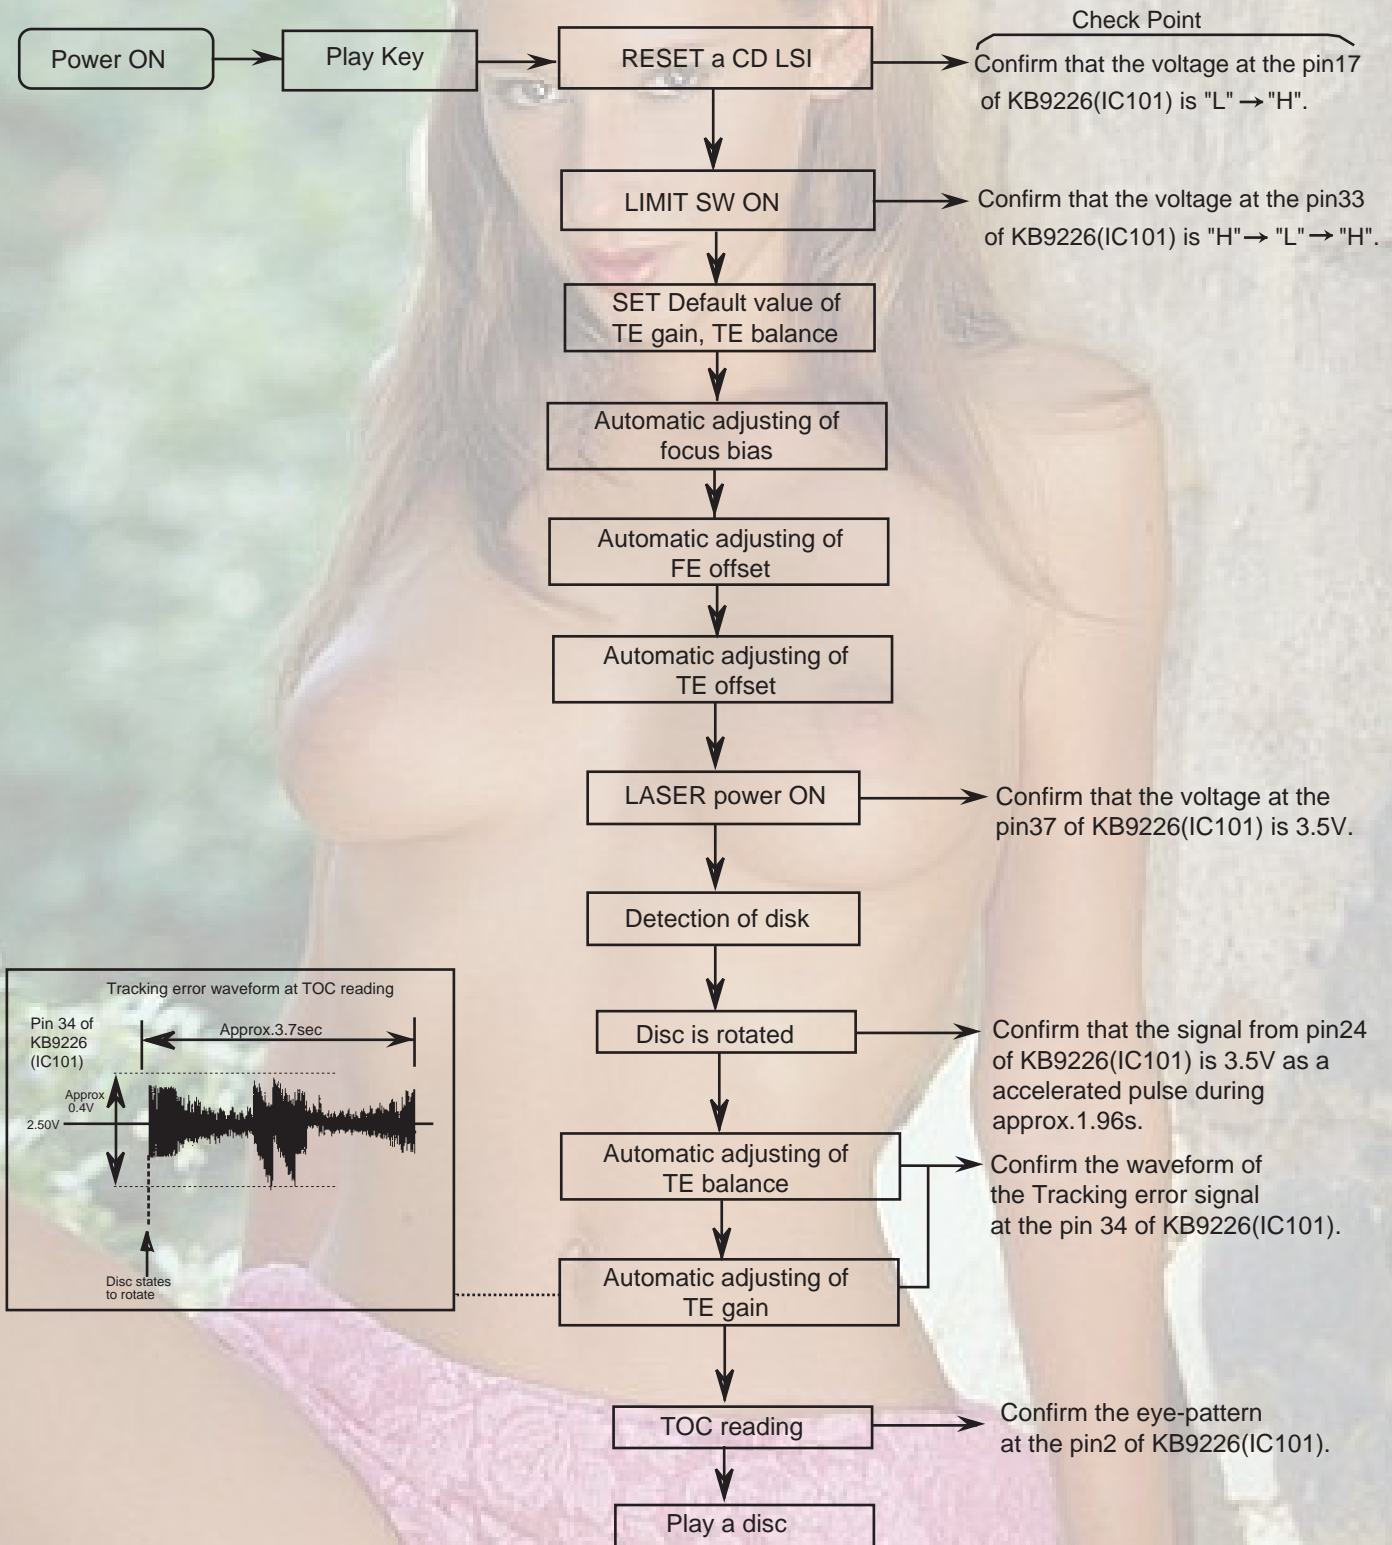 Check Point
Power ON
Play Key
RESET a CD LSI
Confirm that the voltage at the pin17
of KB9226(IC101) is "L" → "H".
LIMIT SW ON
Confirm that the voltage at the pin33
of KB9226(IC101) is "H" → "L" → "H".
SET Default value of
TE gain, TE balance
Automatic adjusting of
focus bias
Automatic adjusting of
FE offset
Automatic adjusting of
TE offset
LASER power ON
Confirm that the voltage at the
pin37 of KB9226(IC101) is 3.5V.
Detection of disk
Disc is rotated
Confirm that the signal from pin24
of KB9226(IC101) is 3.5V as a
accelerated pulse during
approx.1.96s.
Automatic adjusting of
TE balance
Confirm the waveform of
the Tracking error signal
at the pin 34 of KB9226(IC101).
Automatic adjusting of
TE gain
Tracking error waveform at TOC reading
Pin 34 of
KB9226
(IC101)
Approx.3.7sec
Approx
0.4V
2.50V
Disc states
to rotate
TOC reading
Confirm the eye-pattern
at the pin2 of KB9226(IC101).
Play a disc